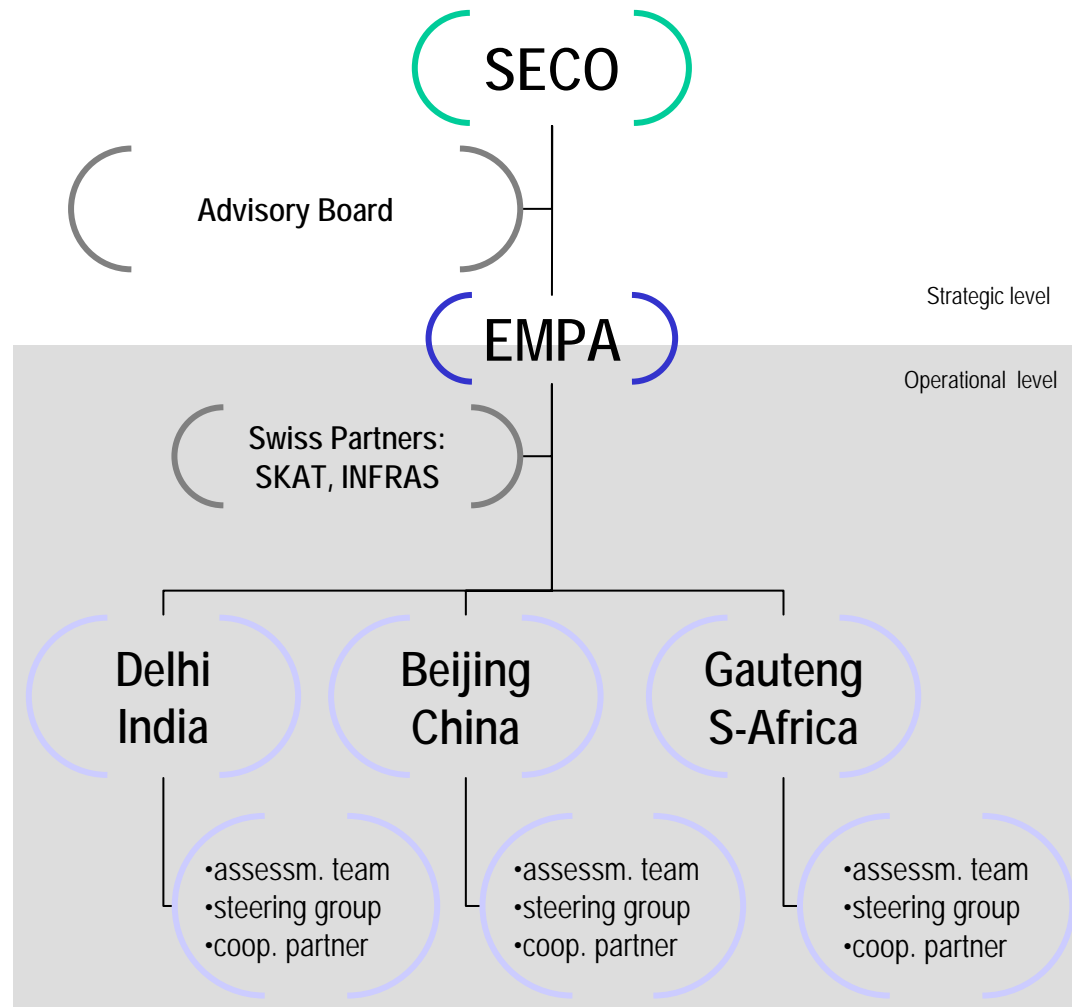 SECO
Advisory Board
Strategic level
EMPA
Operational level
Swiss Partners:
SKAT, INFRAS
Delhi
India
Beijing
China
Gauteng
S-Africa
•assessm. team
•steering group
•coop. partner
•assessm. team
•steering group
•coop. partner
•assessm. team
•steering group
•coop. partner